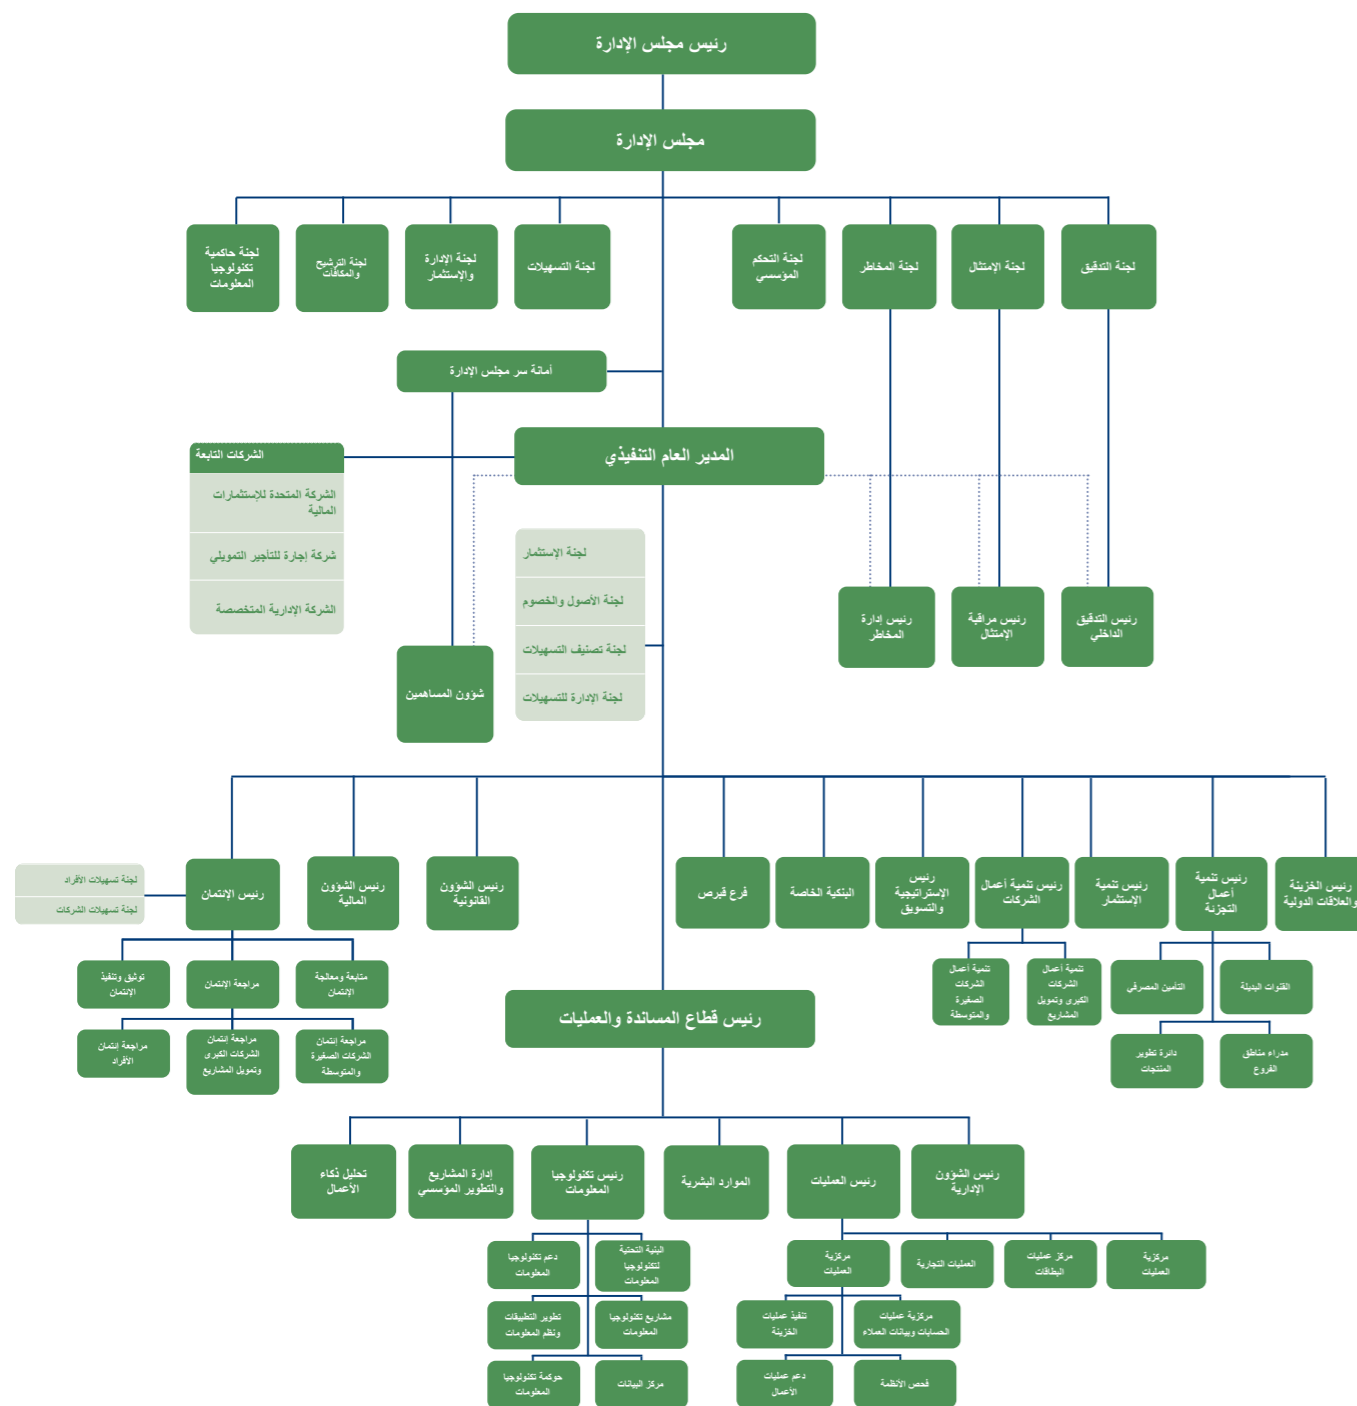 رئيس مجلس الإدارة
مجلس الإدارة
لجنة التدقيق
لجنة الإمتثال
لجنة المخاطر
لجنة التحكم
المؤسسي
لجنة التسهيلات
لجنة الإدارة
والإستثمار
لجنة الترشيح
والمكافآت
لجنة حاكمية
تكنولوجيا
المعلومات
أمانة سر مجلس الإدارة
المدير العام التنفيذي
الشركات التابعة
الشركة المتحدة للإستثمارات
المالية
شركة إجارة للتأجير التمويلي
الشركة الإدارية المتخصصة
لجنة الإستثمار
لجنة الأصول والخصوم
لجنة تصنيف التسهيلات
لجنة الإدارة للتسهيلات
رئيس التدقيق
الداخلي
رئيس مراقبة
الإمتثال
رئيس إدارة
المخاطر
شؤون المساهمين
رئيس الخزينة
والعلاقات الدولية
رئيس تنمية
أعمال
التجزئة
رئيس تنمية
الإستثمار
رئيس تنمية أعمال
الشركات
رئيس
الإستراتيجية
والتسويق
البنكية الخاصة
فرع قبرص
رئيس الشؤون
القانونية
رئيس الشؤون
المالية
رئيس الإئتمان
لجنة تسهيلات الأفراد
لجنة تسهيلات الشركات
القنوات البديلة
التأمين المصرفي
مدراء مناطق
الفروع
دائرة تطوير
المنتجات
تنمية أعمال
الشركات
الكبرى وتمويل
المشاريع
تنمية أعمال
الشركات
الصغيرة
والمتوسطة
متابعة ومعالجة
الائتمان
مراجعة الإئتمان
توثيق وتنفيذ
الإئتمان
مراجعة إئتمان
الشركات الصغيرة
والمتوسطة
مراجعة إئتمان
الشركات الكبرى
وتمويل المشاريع
مراجعة إئتمان
الأفراد
رئيس قطاع المساندة والعمليات
رئيس الشؤون
الإدارية
رئيس العمليات
الموارد البشرية
رئيس تكنولوجيا
المعلومات
إدارة المشاريع
والتطوير المؤسسي
تحليل ذكاء
الأعمال
مركزية
العمليات
مركز عمليات
البطاقات
العمليات التجارية
مركزية
العمليات
مركزية عمليات
الحسابات وبيانات العملاء
تنفيذ عمليات
الخزينة
فحص الأنظمة
دعم عمليات
الأعمال
البنية التحتية
لتكنولوجيا
المعلومات
دعم تكنولوجيا
المعلومات
مشاريع تكنولوجيا
المعلومات
تطوير التطبيقات
ونظم المعلومات
مركز البيانات
حوكمة تكنولوجيا
المعلومات